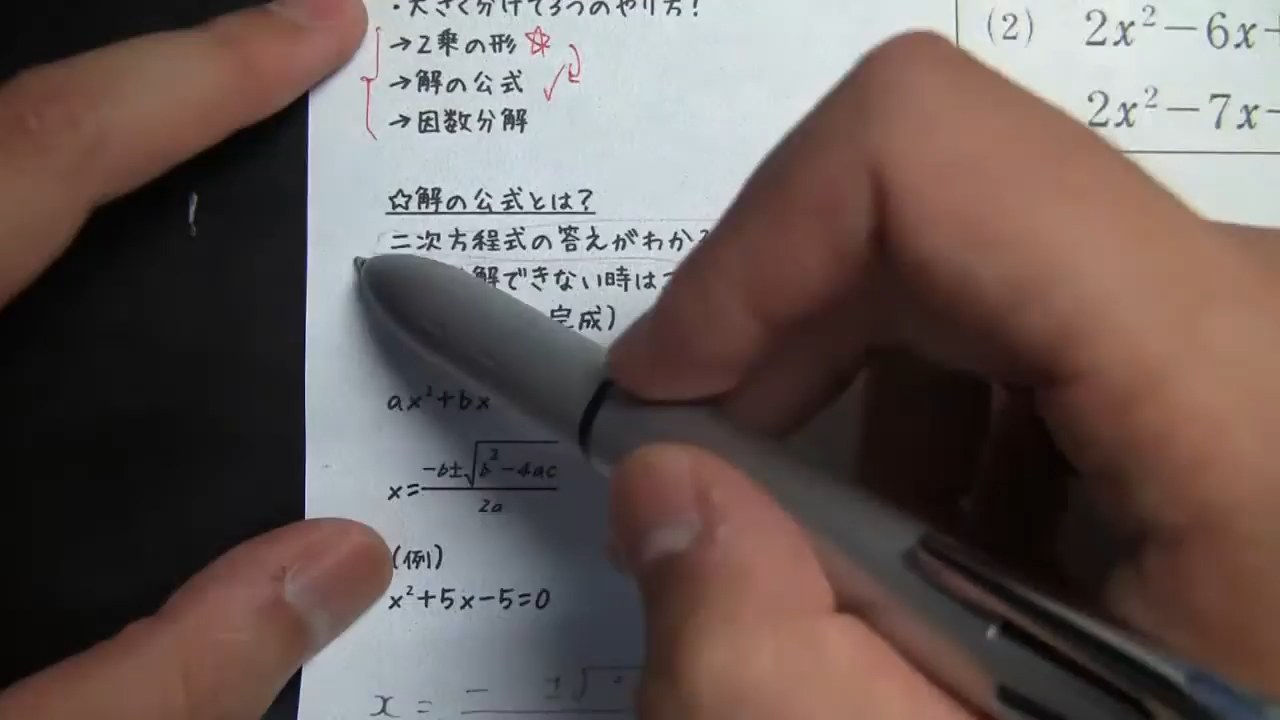 ・大きく分けて3つのやり方！
→2乗の形☆
→解の公式
→因数分解
☆解の公式とは？
二次方程式の答えがわか
解できない時は
完成）
ax²+bx
x=\frac{-b±\sqrt{b²-4ac}}{2a}
(例)
x²+5x-5=0
x = - ±√
(2) 2x²-6x+
2x²-7x-